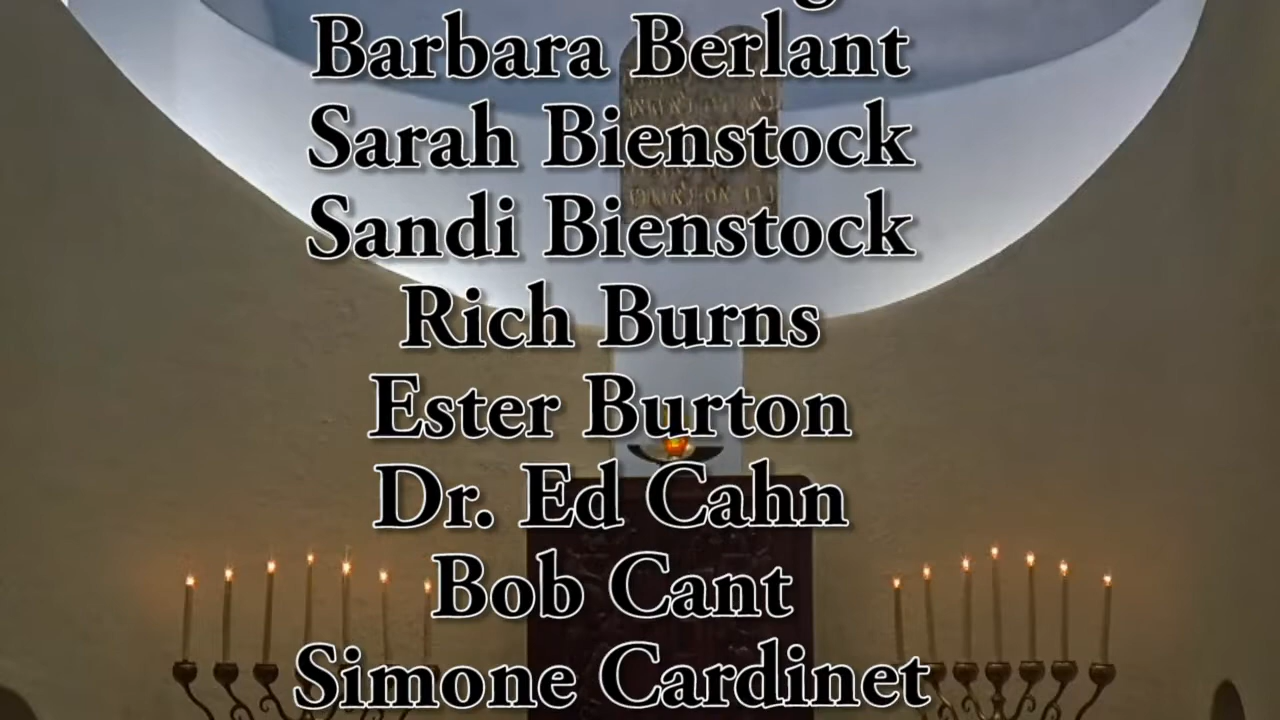 Barbara Berlant
Sarah Bienstock
Sandi Bienstock
Rich Burns
Ester Burton
Dr. Ed Cahn
Bob Cant
Simone Cardinet